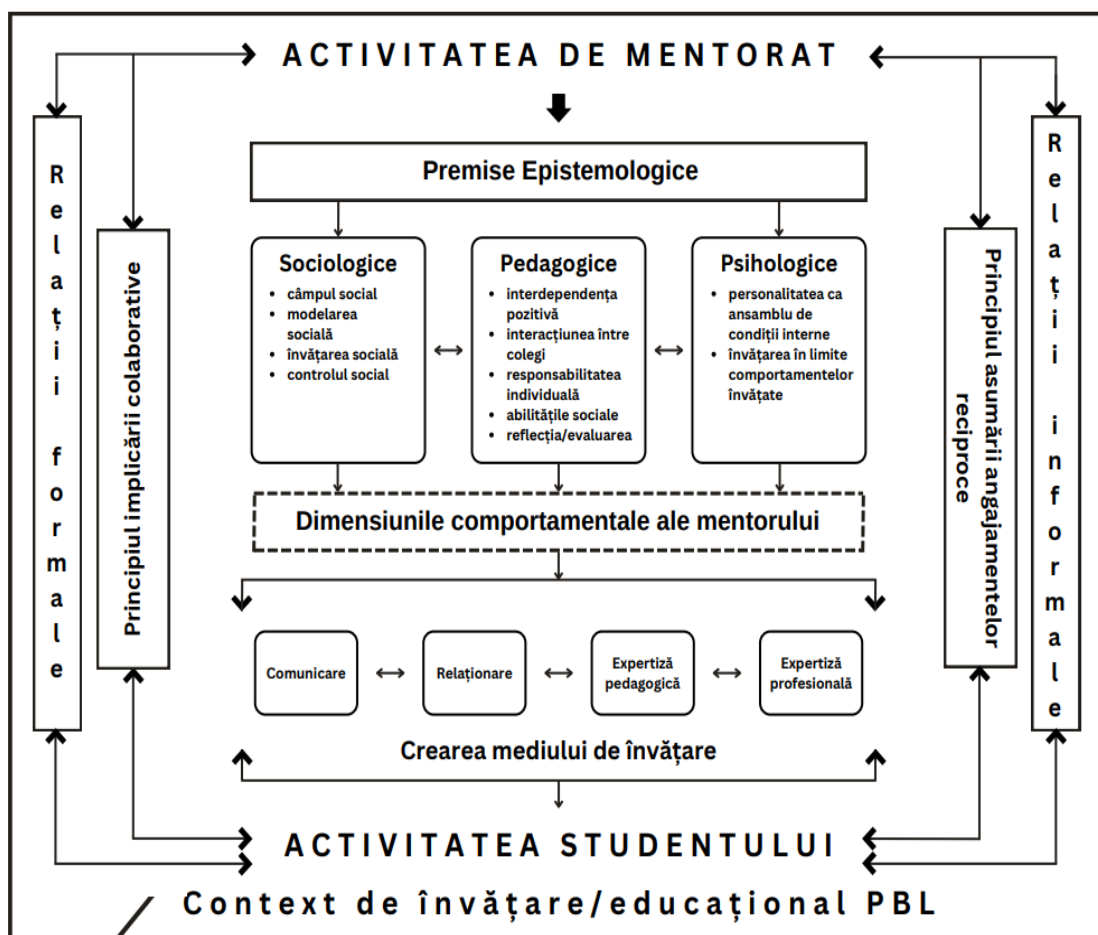 ACTIVITATEA DE MENTORAT
Relații formale
Principiul implicării colaborative
Premise Epistemologice
Sociologice
• câmpul social
• modelarea
socială
• învățarea socială
• controlul social
Pedagogice
• interdependența
pozitivă
• interacțiunea între
colegi
• responsabilitatea
individuală
• abilitățile sociale
• reflecția/evaluarea
Psihologice
• personalitatea ca
ansamblu de
condiții interne
• învățarea în limite
comportamentelor
învățate
Principiul asumării angajamentelor
reciproce
Relații informale
Dimensiunile comportamentale ale mentorului
Comunicare
Relaționare
Expertiză
pedagogică
Expertiză
profesională
Crearea mediului de învățare
ACTIVITATEA STUDENTULUI
Context de învățare/educațional PBL